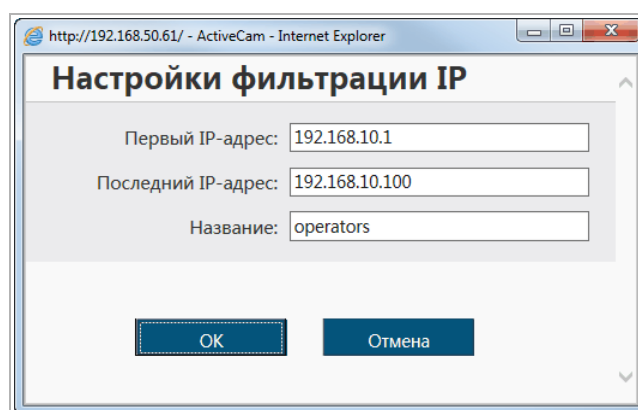 http://192.168.50.61/ - ActiveCam - Internet Explorer
Настройки фильтрации IP
Первый IP-адрес: 192.168.10.1
Последний IP-адрес: 192.168.10.100
Название: operators
OK Отмена